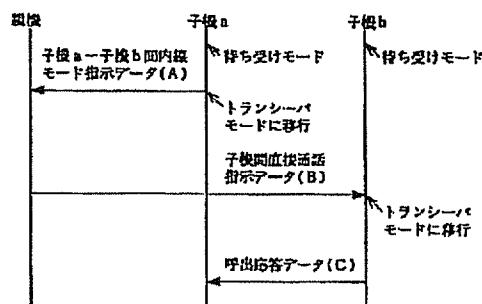 親機
子機a
子機b
子機a～子機b間内線
モード指示データ(A)
待ち受けモード
待ち受けモード
トランシーバ
モードに移行
子機間直接通話
指示データ(B)
トランシーバ
モードに移行
呼出応答データ(C)